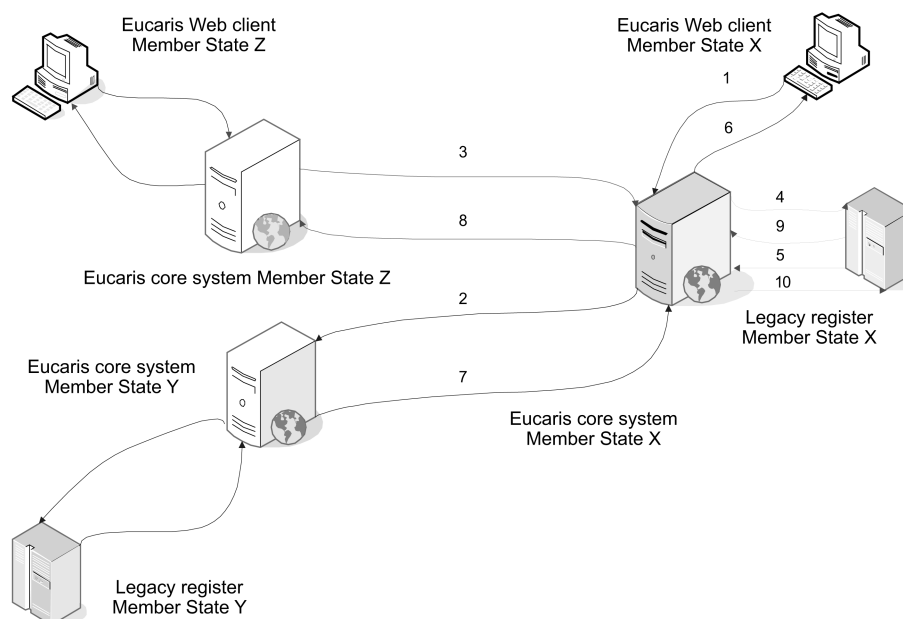 Eucaris Web client
Member State Z
Eucaris Web client
Member State X
1
6
3
4
9
8
5
10
Eucaris core system Member State Z
2
Legacy register
Member State X
Eucaris core system
Member State Y
7
Eucaris core system
Member State X
Legacy register
Member State Y